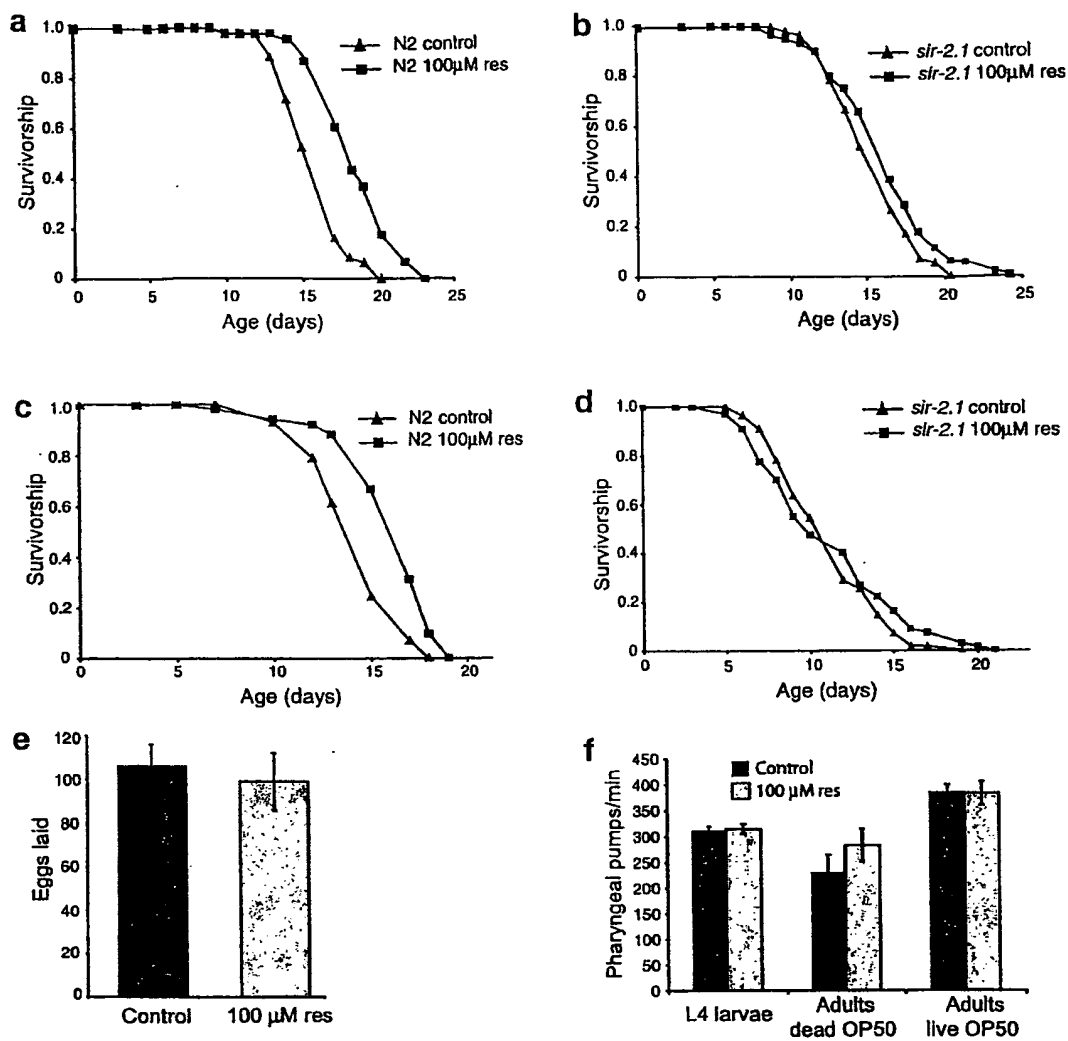 a
N2 control
N2 100µM res
Survivorship
1.0
0.8
0.6
0.4
0.2
0
0 5 10 15 20 25
Age (days)
b
sir-2.1 control
sir-2.1 100µM res
Survivorship
1.0
0.8
0.6
0.4
0.2
0
0 5 10 15 20 25
Age (days)
c
N2 control
N2 100µM res
Survivorship
1.0
0.8
0.6
0.4
0.2
0
0 5 10 15 20
Age (days)
d
sir-2.1 control
sir-2.1 100µM res
Survivorship
1.0
0.8
0.6
0.4
0.2
0
0 5 10 15 20
Age (days)
e
Eggs laid
120
100
80
60
40
20
0
Control 100 µM res
f
Control
100 µM res
Pharyngeal pumps/min
450
400
350
300
250
200
150
100
50
0
L4 larvae
Adults dead OP50
Adults live OP50